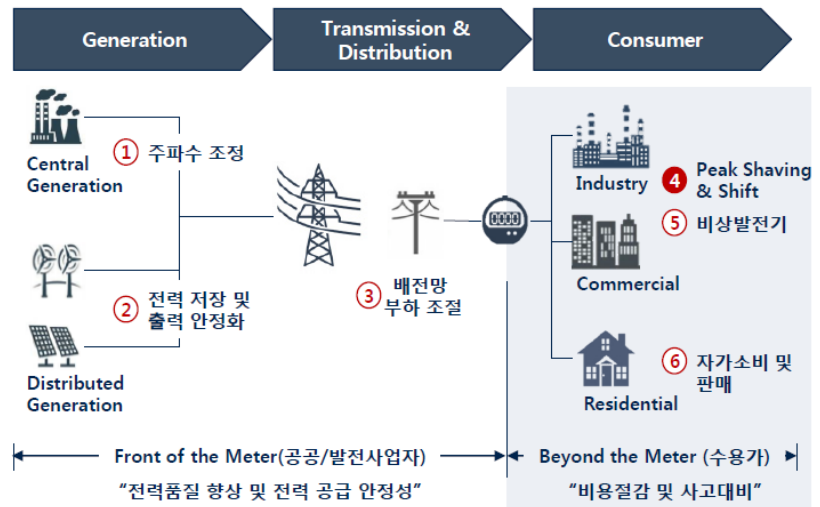 Generation
Transmission &
Distribution
Consumer
Central
Generation
① 주파수 조정
② 전력 저장 및
출력 안정화
Distributed
Generation
③ 배전망
부하 조절
0000
Industry
④ Peak Shaving
& Shift
⑤ 비상발전기
Commercial
⑥ 자가소비 및
판매
Residential
Front of the Meter(공공/발전사업자)
“전력품질 향상 및 전력 공급 안정성”
Beyond the Meter (수용가)
“비용절감 및 사고대비”